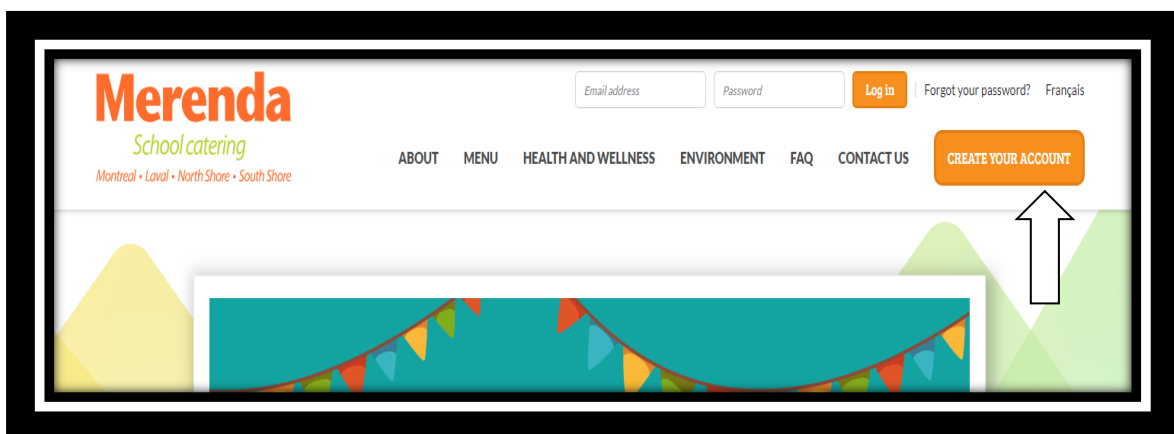 Merenda
School catering
Montreal • Laval • North Shore • South Shore
Email address Password Log in Forgot your password? Français
ABOUT MENU HEALTH AND WELLNESS ENVIRONMENT FAQ CONTACT US CREATE YOUR ACCOUNT